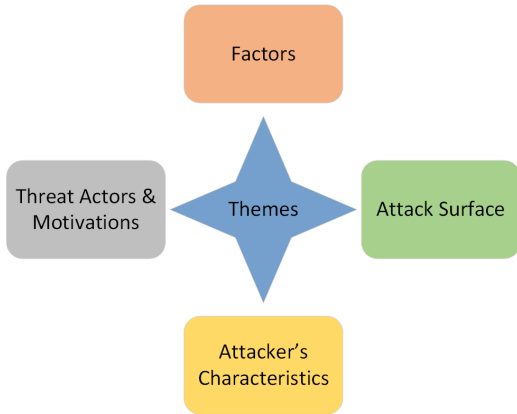 Factors
Threat Actors &
Motivations
Themes
Attack Surface
Attacker's
Characteristics